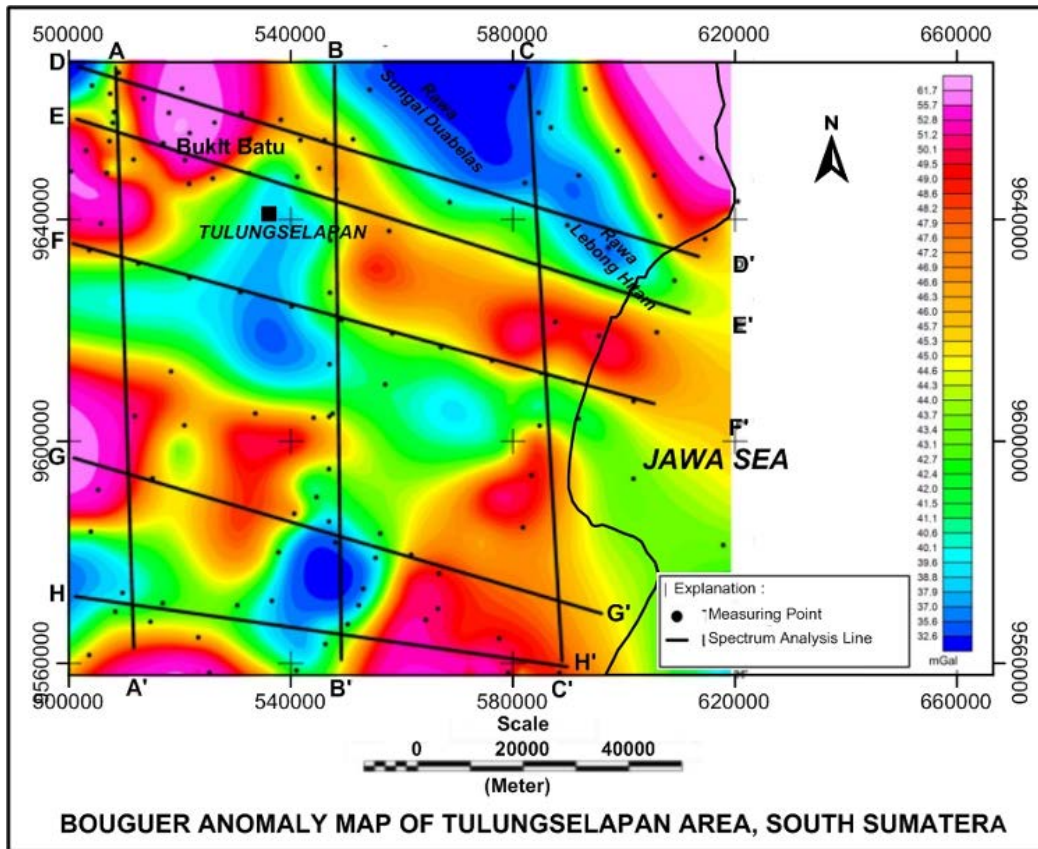 500000 540000 580000 620000 660000
A B C
D
E
F
G
H
9640000
9600000
9560000
Rawa
Sungai Duabelas
Bukit Batu
TULUNGSELAPAN
Rawa
Lebong Hitam
D'
E'
F'
G'
H'
JAWA SEA
N
61.7
55.7
52.8
51.2
50.1
49.5
49.0
48.6
48.2
47.9
47.6
47.2
46.9
46.6
46.3
46.0
45.7
45.3
45.0
44.6
44.3
43.7
43.4
43.1
42.4
42.0
41.5
41.1
40.6
40.1
39.6
38.8
37.9
37.0
35.6
32.6
mGal
9640000
9600000
9560000
Explanation :
Measuring Point
Spectrum Analysis Line
A' B' C'
500000 540000 580000 620000 660000
Scale
0 20000 40000
(Meter)
BOUGUER ANOMALY MAP OF TULUNGSELAPAN AREA, SOUTH SUMATERA